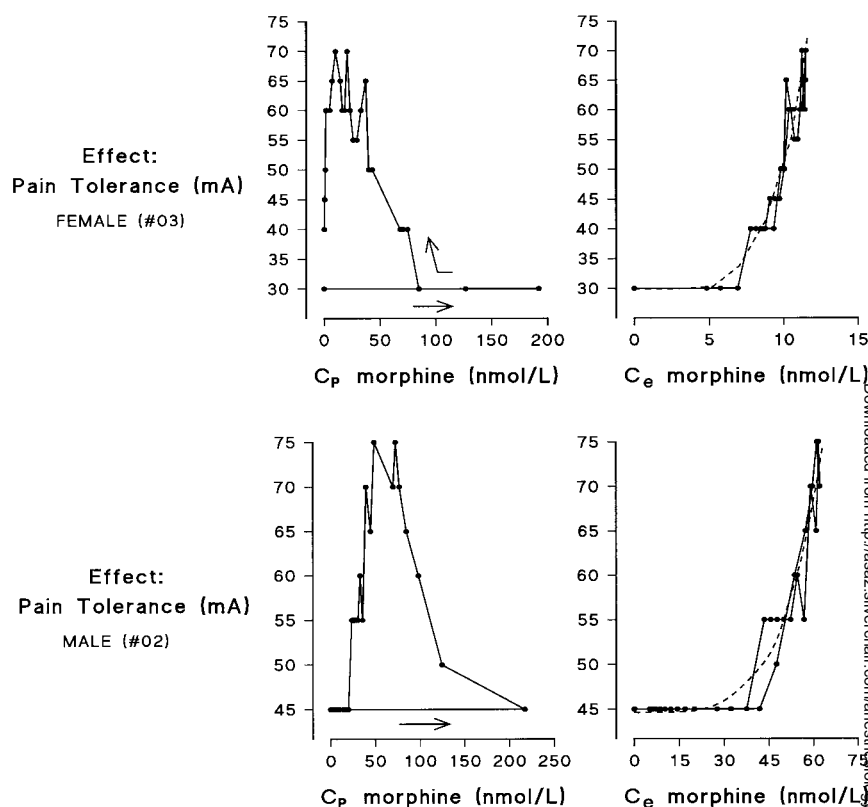 75
70
65
60
55
50
45
40
35
30
Effect:
Pain Tolerance (mA)
FEMALE (#03)
0 50 100 150 200
Cₚ morphine (nmol/L)
75
70
65
60
55
50
45
40
35
30
0 5 10 15
Cₑ morphine (nmol/L)
75
70
65
60
55
50
45
Effect:
Pain Tolerance (mA)
MALE (#02)
0 50 100 150 200 250
Cₚ morphine (nmol/L)
75
70
65
60
55
50
45
0 15 30 45 60 75
Cₑ morphine (nmol/L)
Downloaded from